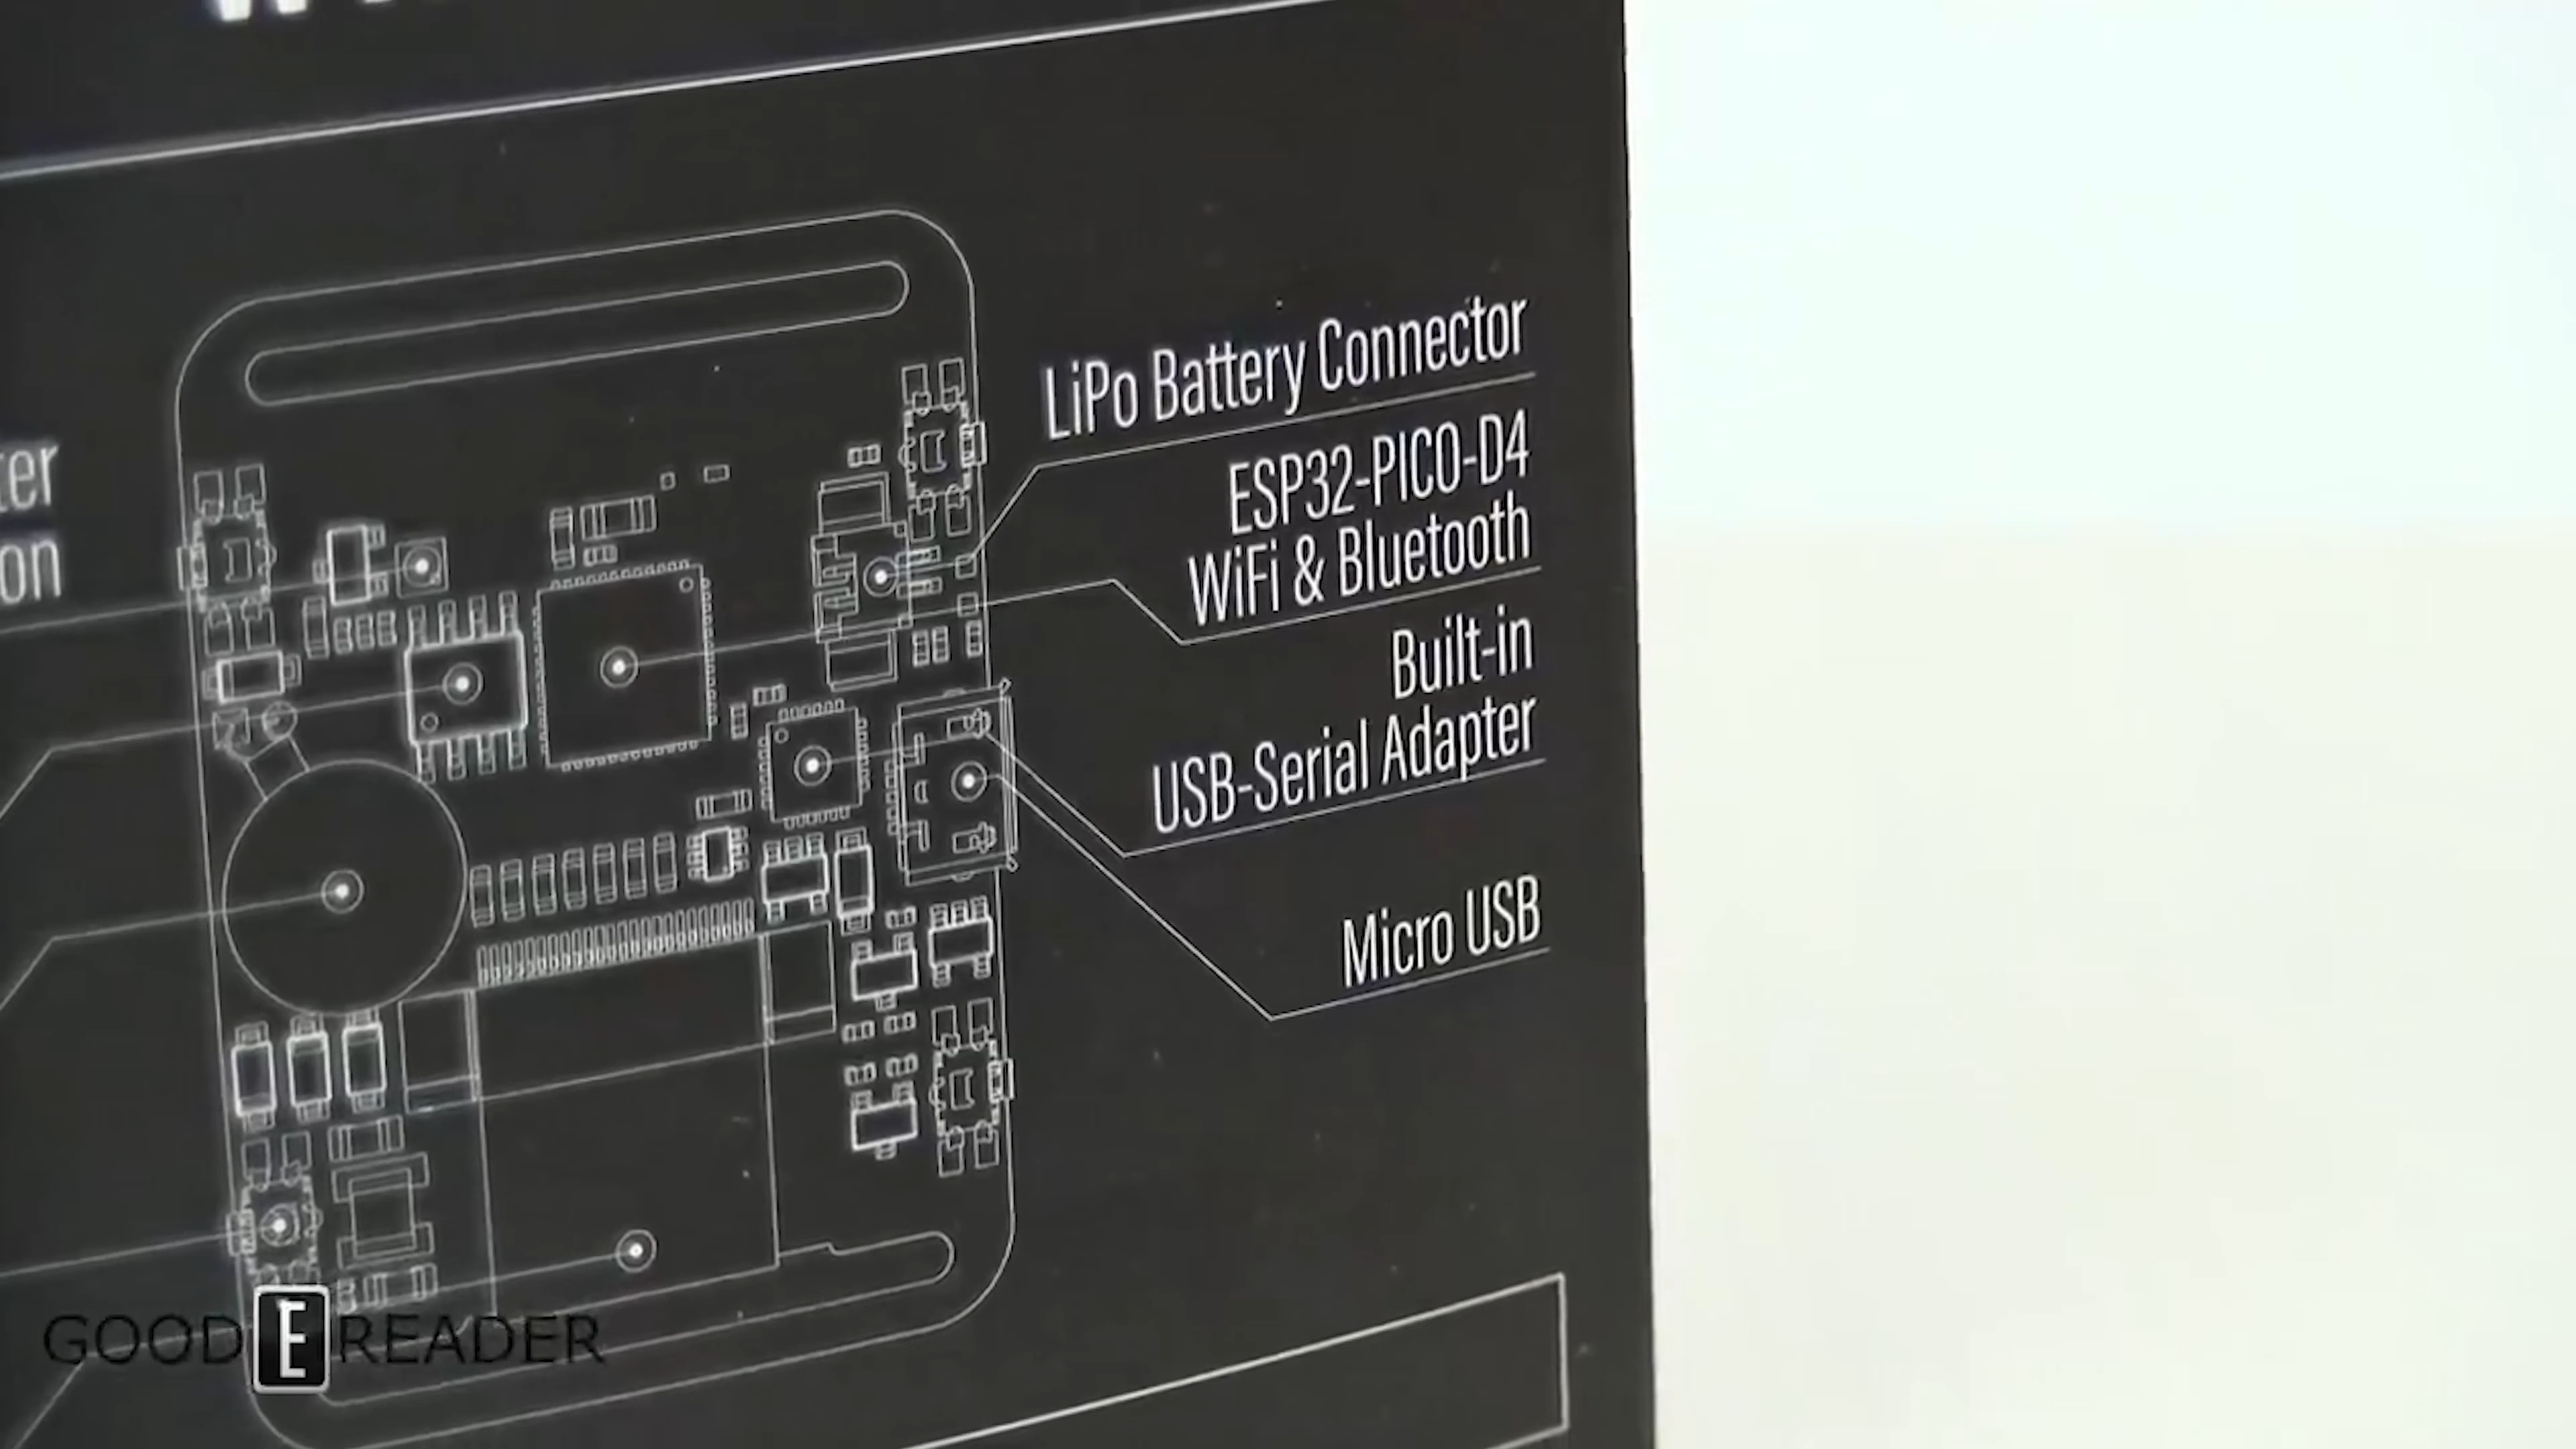 LiPo Battery Connector
ESP32-PICO-D4
WiFi & Bluetooth
Built-in
USB-Serial Adapter
Micro USB
GOOD E READER